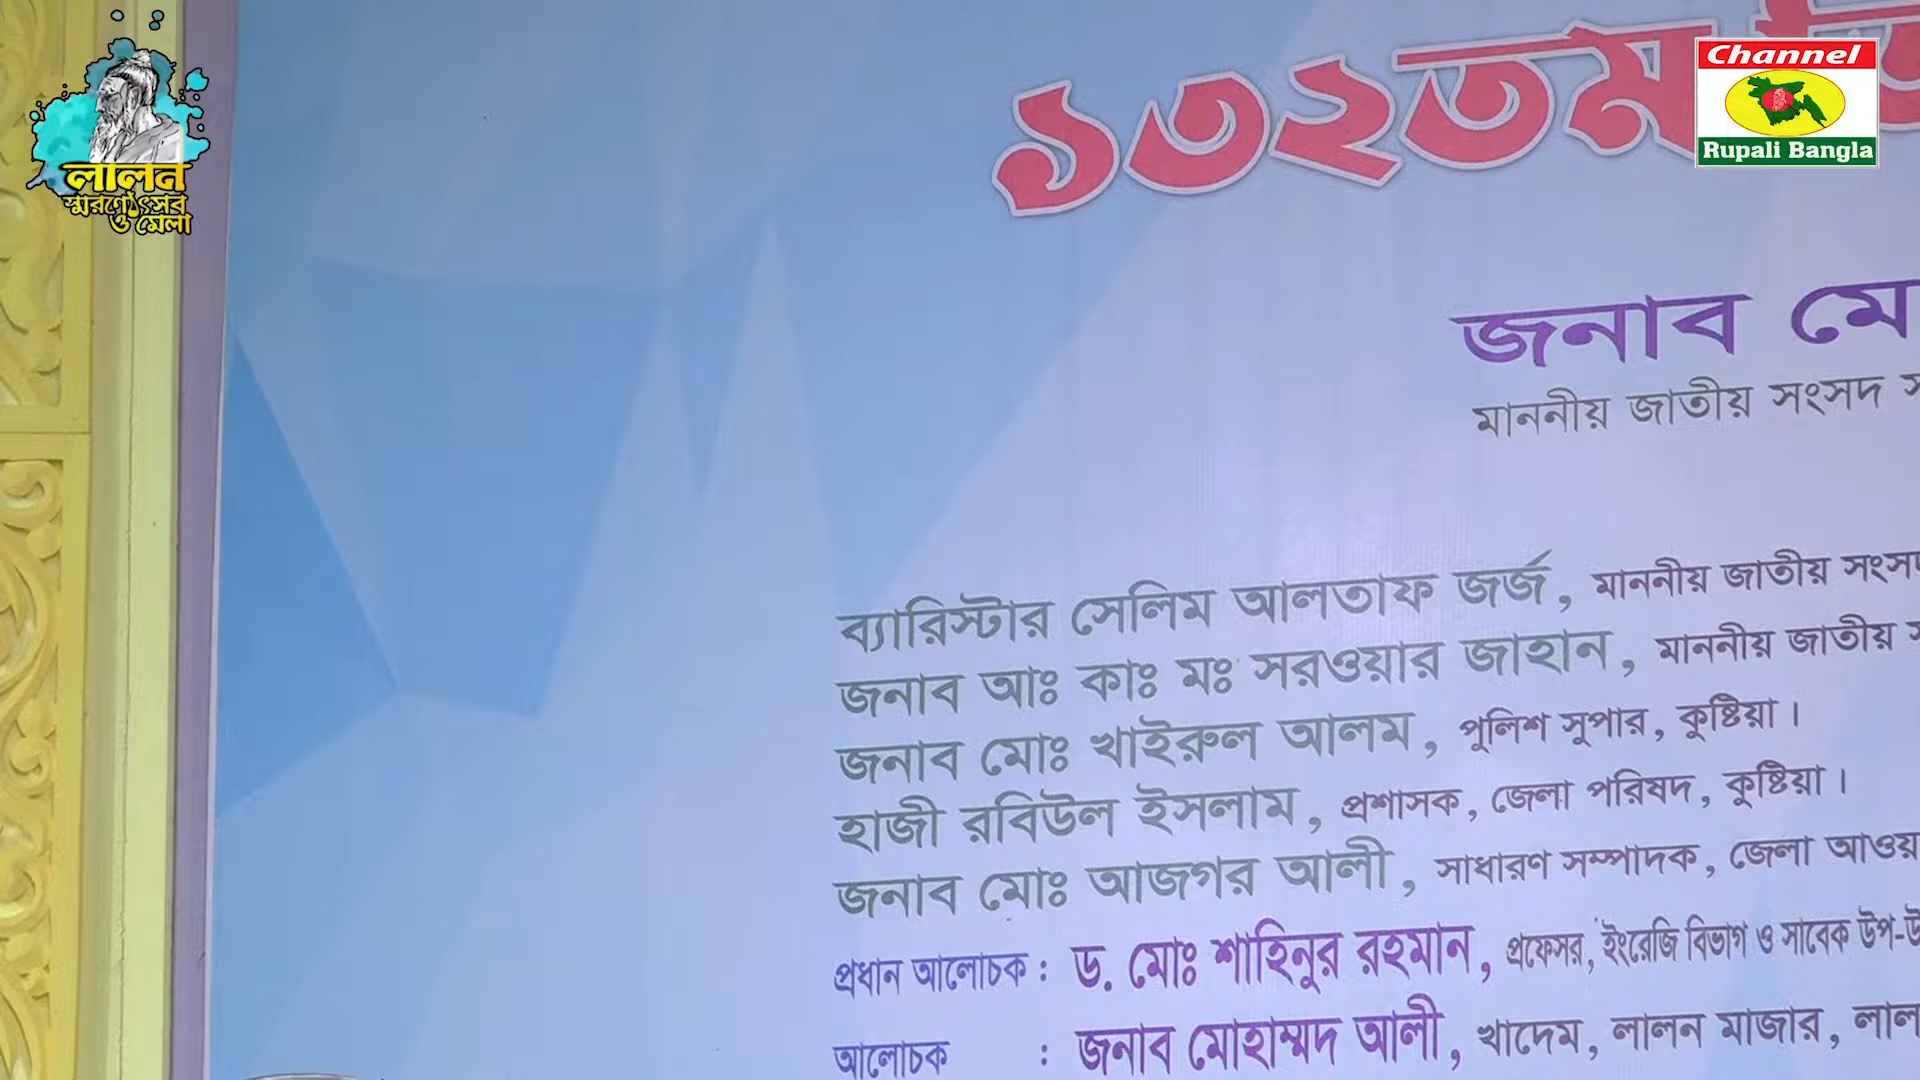 লালন
স্মরণোৎসব
ও মেলা
Channel
Rupali Bangla
১৩২তম
জনাব মো
মাননীয় জাতীয় সংসদ
ব্যারিস্টার সেলিম আলতাফ জর্জ, মাননীয় জাতীয় সংসদ
জনাব আঃ কাঃ মঃ সরওয়ার জাহান, মাননীয় জাতীয়
জনাব মোঃ খাইরুল আলম, পুলিশ সুপার, কুষ্টিয়া।
হাজী রবিউল ইসলাম, প্রশাসক, জেলা পরিষদ, কুষ্টিয়া।
জনাব মোঃ আজগর আলী, সাধারণ সম্পাদক, জেলা আওয়া
প্রধান আলোচক : ড. মোঃ শাহিনুর রহমান, প্রফেসর, ইংরেজি বিভাগ ও সাবেক উপ-উ
আলোচক : জনাব মোহাম্মদ আলী, খাদেম, লালন মাজার, লাল